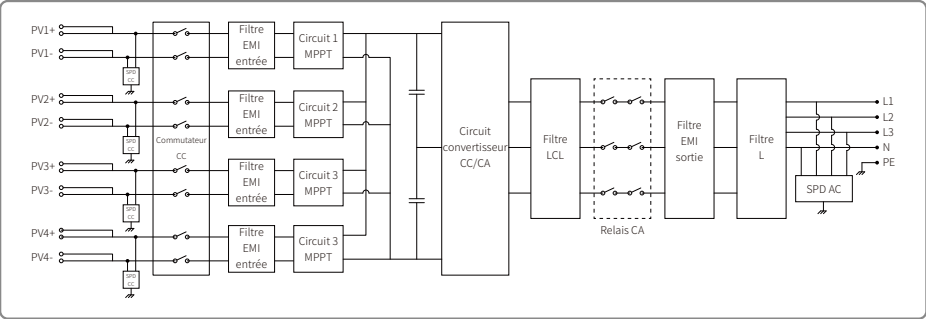 PV1+
PV1-
SPD
CC
PV2+
PV2-
SPD
CC
PV3+
PV3-
SPD
CC
PV4+
PV4-
SPD
CC
Commutateur
CC
Filtre
EMI
entrée
Circuit 1
MPPT
Filtre
EMI
entrée
Circuit 2
MPPT
Filtre
EMI
entrée
Circuit 3
MPPT
Filtre
EMI
entrée
Circuit 3
MPPT
Circuit
convertisseur
CC/CA
Filtre
LCL
Relais CA
Filtre
EMI
sortie
Filtre
L
L1
L2
L3
N
PE
SPD AC